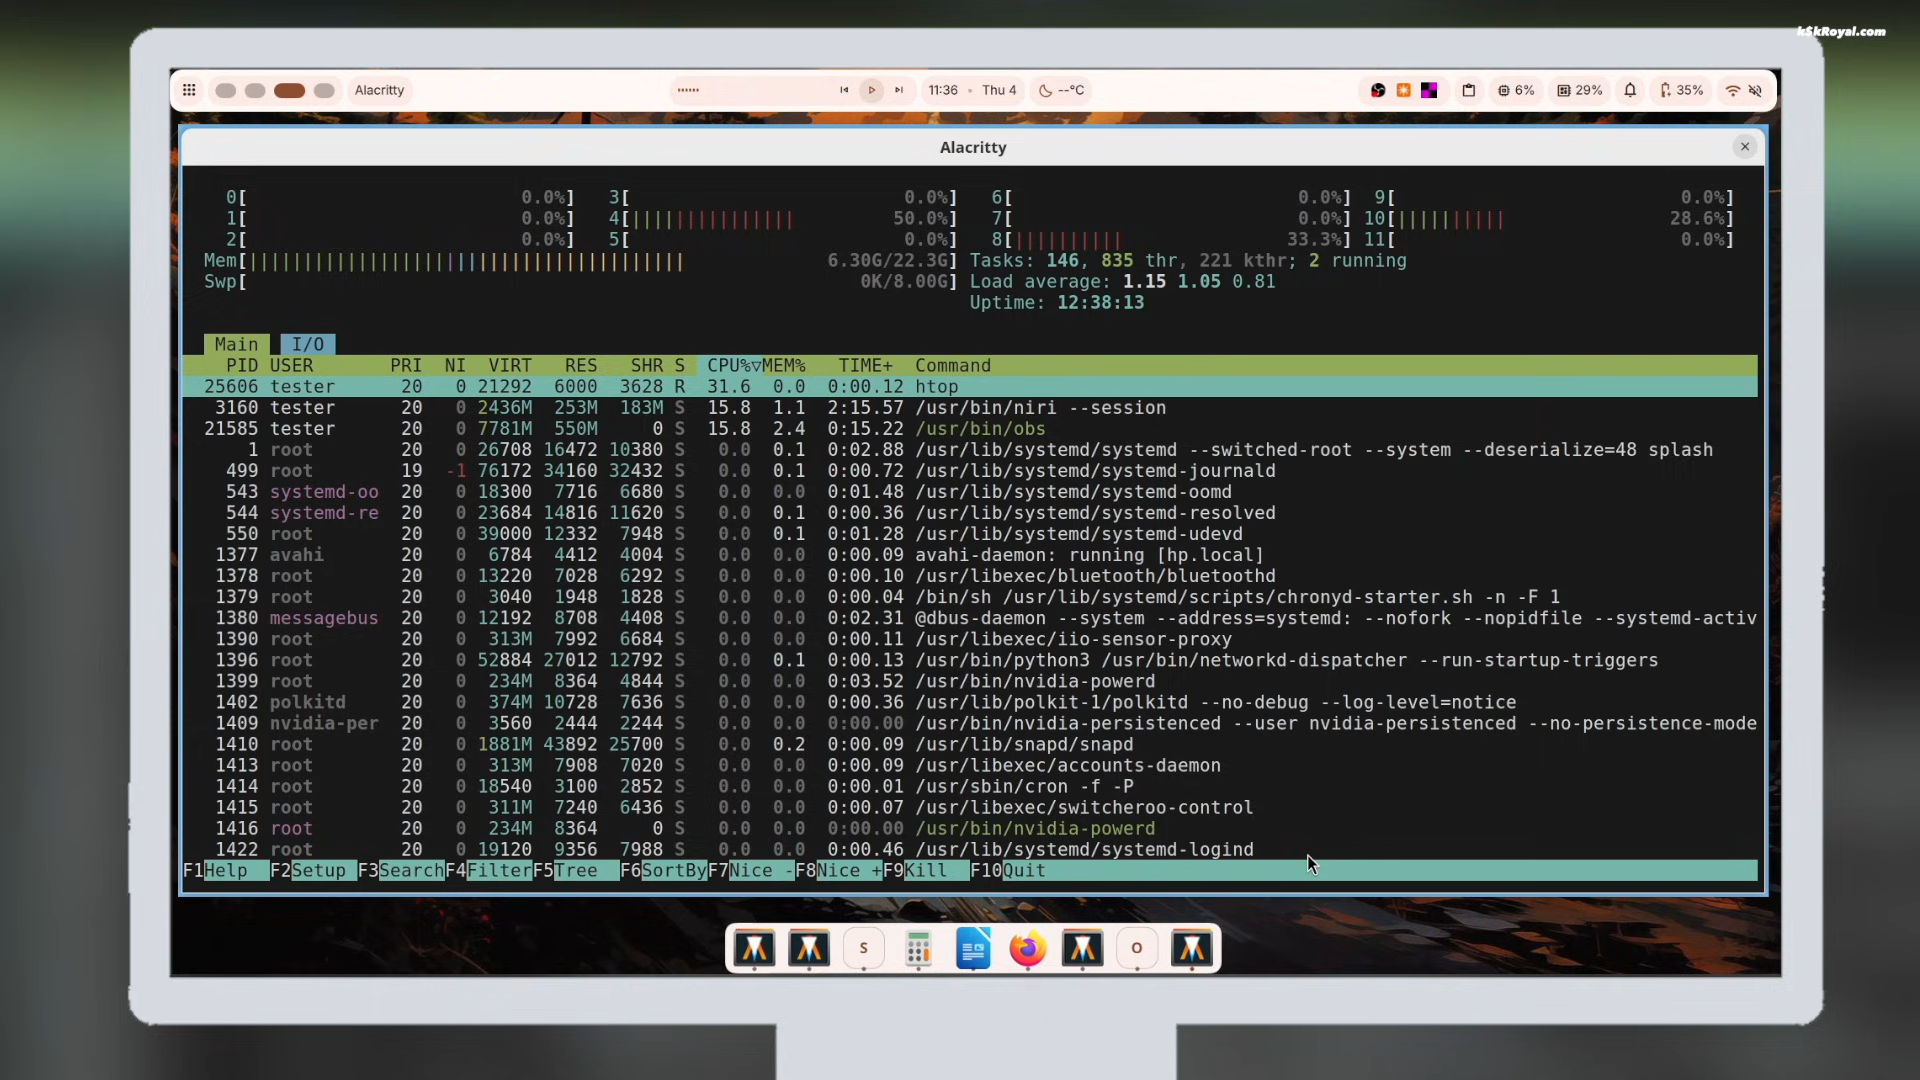 kSkRoyal.com
Alacritty
11:36 • Thu 4
--°C
6%
29%
35%
Alacritty
0[ 0.0%] 3[ 0.0%] 6[ 0.0%] 9[ 0.0%]
1[ 0.0%] 4[|||||||||||||||50.0%] 7[ 0.0%] 10[||||||||||28.6%]
2[ 0.0%] 5[ 0.0%] 8[||||||||||33.3%] 11[ 0.0%]
Mem[||||||||||||||||||||||||||||||||||||||||6.30G/22.3G] Tasks: 146, 835 thr, 221 kthr; 2 running
Swp[ 0K/8.00G] Load average: 1.15 1.05 0.81
Uptime: 12:38:13
Main I/O
PID USER PRI NI VIRT RES SHR S CPU%▽MEM% TIME+ Command
25606 tester 20 0 21292 6000 3628 R 31.6 0.0 0:00.12 htop
3160 tester 20 0 2436M 253M 183M S 15.8 1.1 2:15.57 /usr/bin/niri --session
21585 tester 20 0 7781M 550M 0 S 15.8 2.4 0:15.22 /usr/bin/obs
1 root 20 0 26708 16472 10380 S 0.0 0.1 0:02.88 /usr/lib/systemd/systemd --switched-root --system --deserialize=48 splash
499 root 19 -1 76172 34160 32432 S 0.0 0.1 0:00.72 /usr/lib/systemd/systemd-journald
543 systemd-oo 20 0 18300 7716 6680 S 0.0 0.0 0:01.48 /usr/lib/systemd/systemd-oomd
544 systemd-re 20 0 23684 14816 11620 S 0.0 0.1 0:00.36 /usr/lib/systemd/systemd-resolved
550 root 20 0 39000 12332 7948 S 0.0 0.1 0:01.28 /usr/lib/systemd/systemd-udevd
1377 avahi 20 0 6784 4412 4004 S 0.0 0.0 0:00.09 avahi-daemon: running [hp.local]
1378 root 20 0 13220 7028 6292 S 0.0 0.0 0:00.10 /usr/libexec/bluetooth/bluetoothd
1379 root 20 0 3040 1948 1828 S 0.0 0.0 0:00.04 /bin/sh /usr/lib/systemd/scripts/chronyd-starter.sh -n -F 1
1380 messagebus 20 0 12192 8708 4408 S 0.0 0.0 0:02.31 @dbus-daemon --system --address=systemd: --nofork --nopidfile --systemd-activ
1390 root 20 0 313M 7992 6684 S 0.0 0.0 0:00.11 /usr/libexec/iio-sensor-proxy
1396 root 20 0 52884 27012 12792 S 0.0 0.1 0:00.13 /usr/bin/python3 /usr/bin/networkd-dispatcher --run-startup-triggers
1399 root 20 0 234M 8364 4844 S 0.0 0.0 0:03.52 /usr/bin/nvidia-powerd
1402 polkitd 20 0 374M 10728 7636 S 0.0 0.0 0:00.36 /usr/lib/polkit-1/polkitd --no-debug --log-level=notice
1409 nvidia-per 20 0 3560 2444 2244 S 0.0 0.0 0:00.00 /usr/bin/nvidia-persistenced --user nvidia-persistenced --no-persistence-mode
1410 root 20 0 1881M 43892 25700 S 0.0 0.2 0:00.09 /usr/lib/snapd/snapd
1413 root 20 0 313M 7908 7020 S 0.0 0.0 0:00.09 /usr/libexec/accounts-daemon
1414 root 20 0 18540 3100 2852 S 0.0 0.0 0:00.01 /usr/sbin/cron -f -P
1415 root 20 0 311M 7240 6436 S 0.0 0.0 0:00.07 /usr/libexec/switcheroo-control
1416 root 20 0 234M 8364 0 S 0.0 0.0 0:00.00 /usr/bin/nvidia-powerd
1422 root 20 0 19120 9356 7988 S 0.0 0.0 0:00.46 /usr/lib/systemd/systemd-logind
F1Help F2Setup F3SearchF4FilterF5Tree F6SortByF7Nice -F8Nice +F9Kill F10Quit
S
O